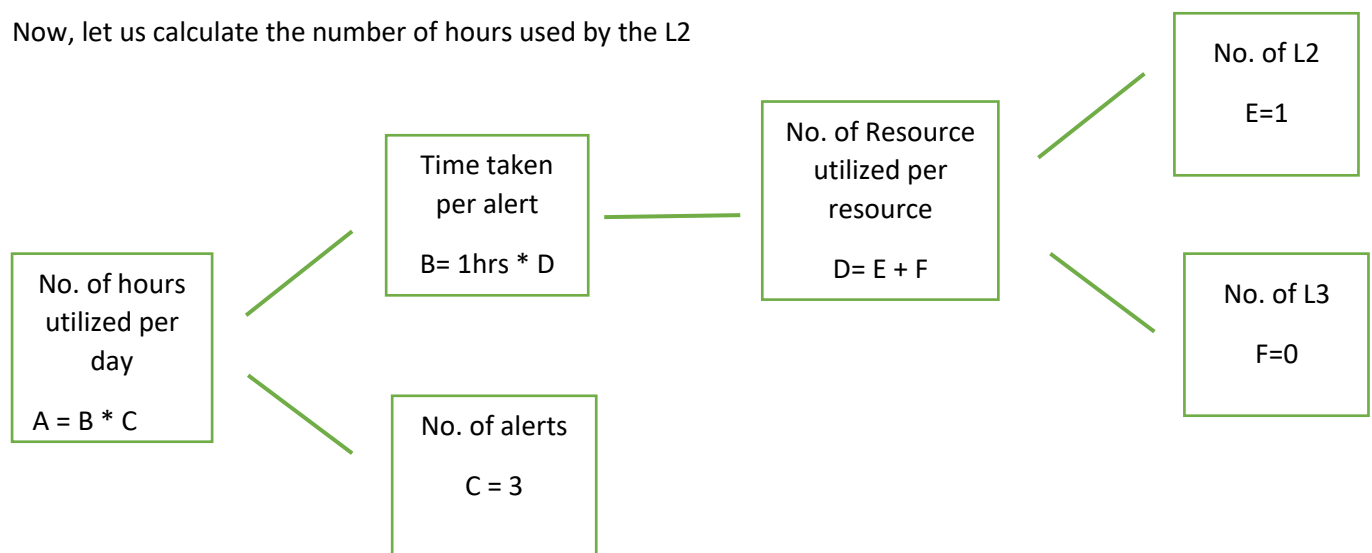 Now, let us calculate the number of hours used by the L2
No. of hours
utilized per
day
A = B * C
Time taken
per alert
B= 1hrs * D
No. of alerts
C = 3
No. of Resource
utilized per
resource
D= E + F
No. of L2
E=1
No. of L3
F=0